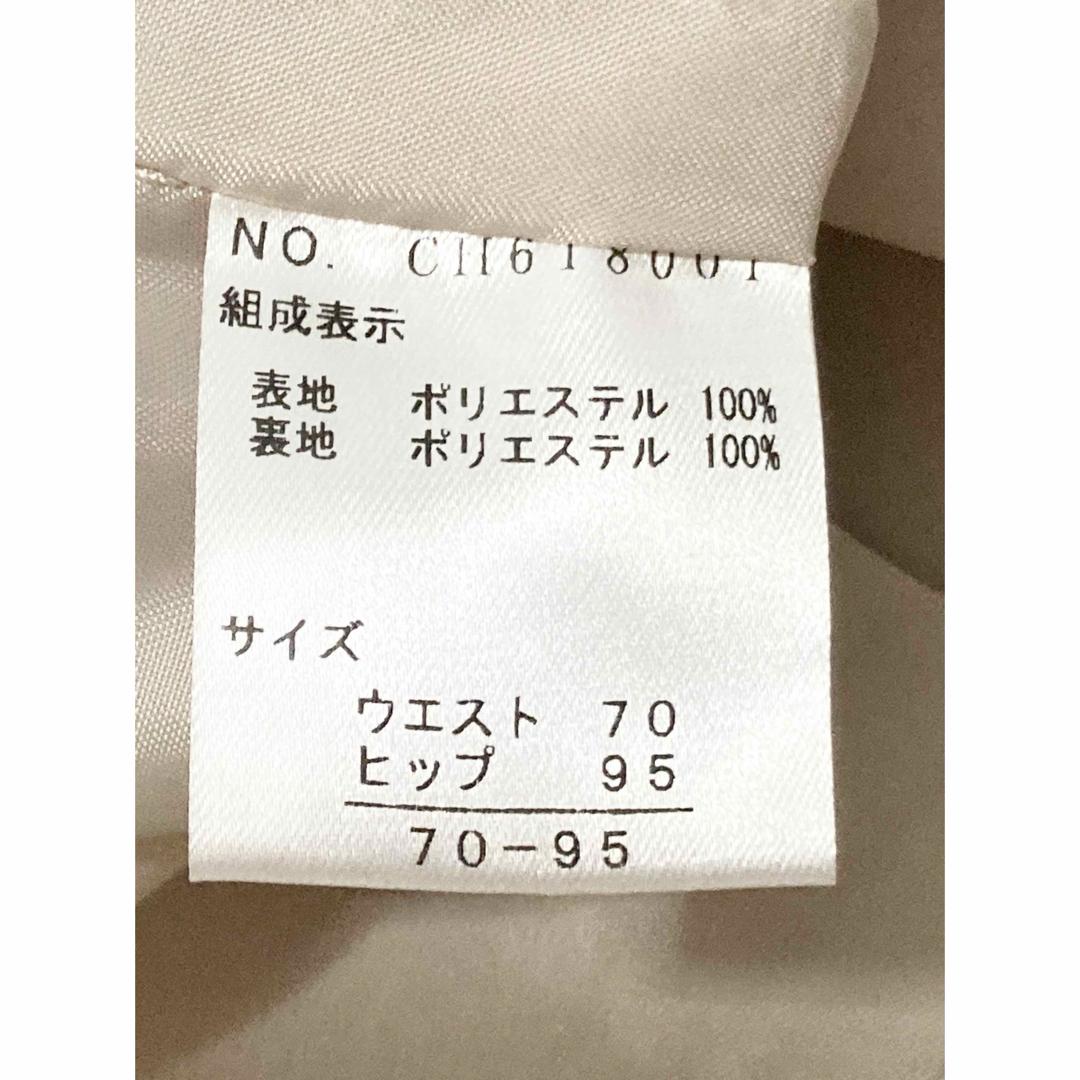 NO. CH618001
組成表示
表地 ポリエステル 100%
裏地 ポリエステル 100%
サイズ
ウエスト 70
ヒップ 95
70-95